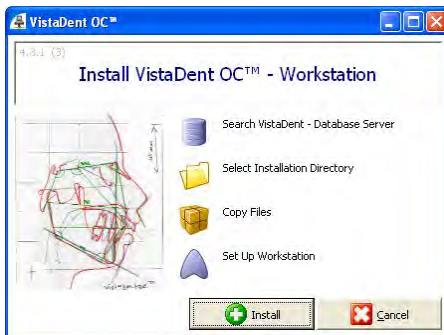 VistaDent OC™
4.3.1 (3)
Install VistaDent OC™ - Workstation
Search VistaDent - Database Server
Select Installation Directory
Copy Files
Set Up Workstation
Install
Cancel